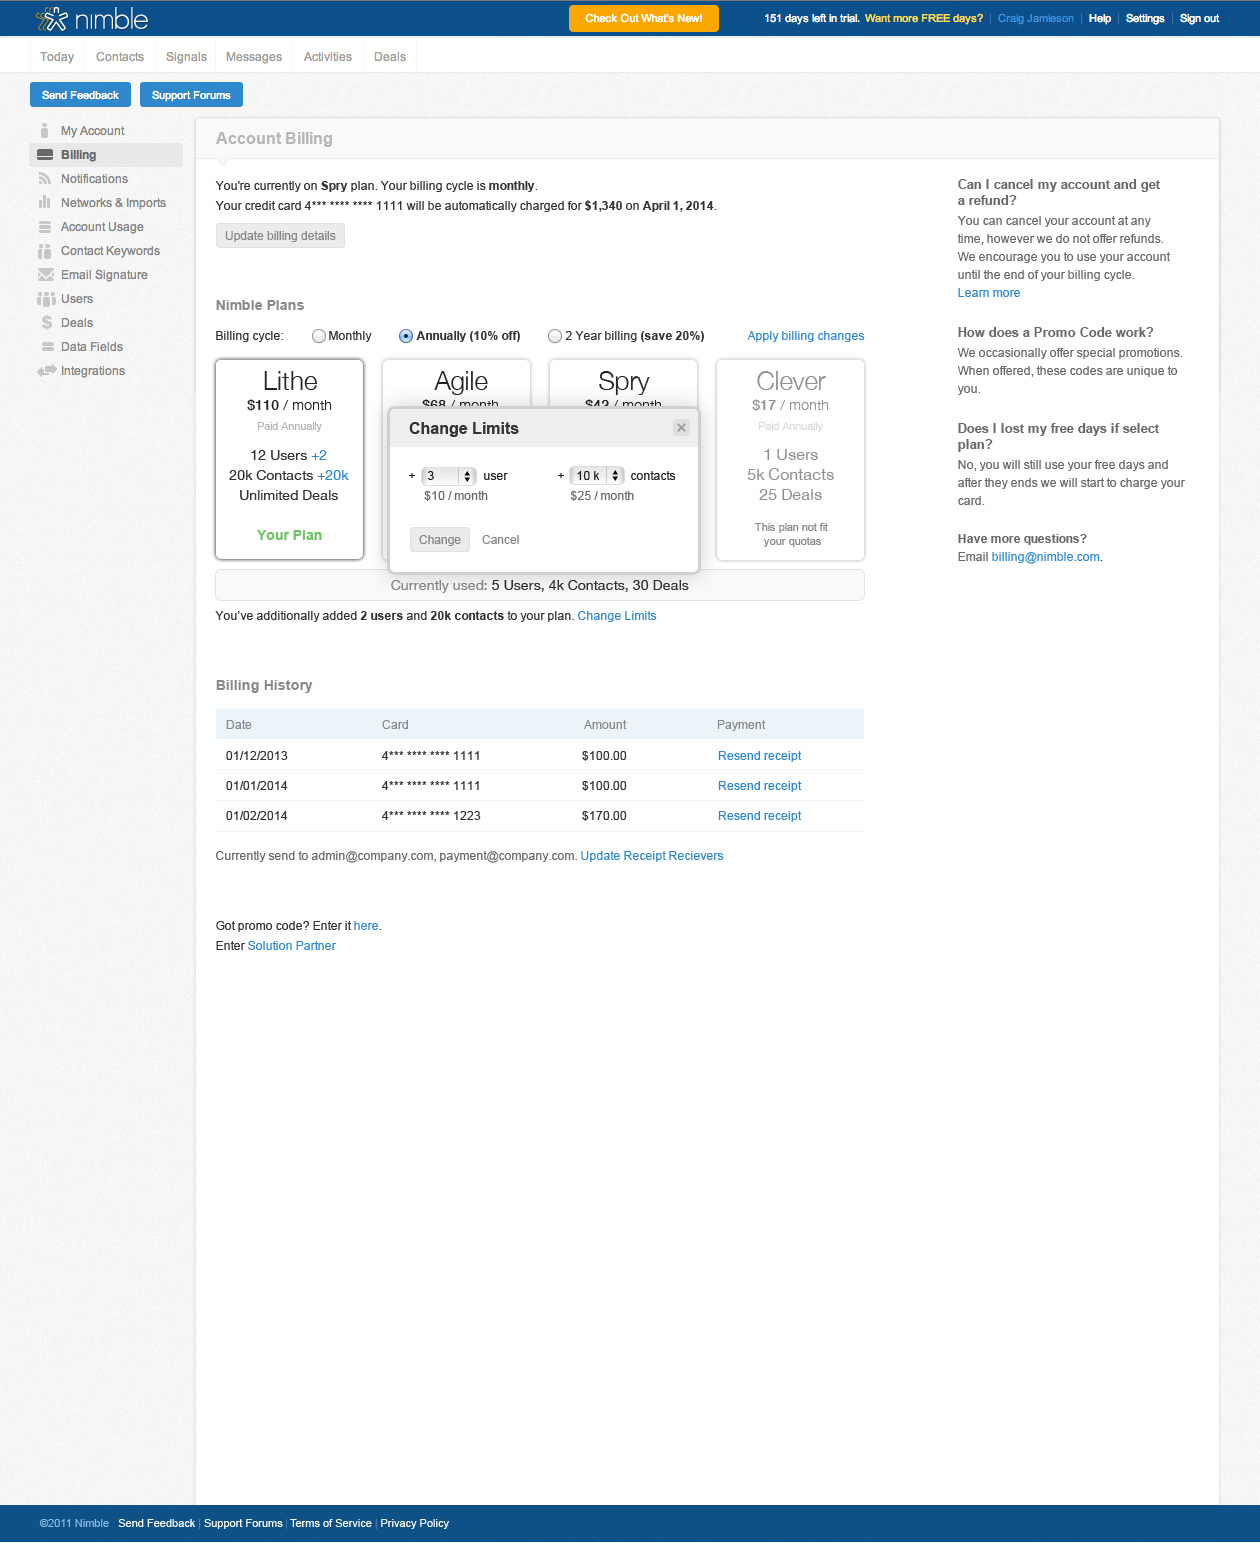 nimble
Check Out What's New!
151 days left in trial. Want more FREE days? | Craig Jamieson | Help | Settings | Sign out
Today
Contacts
Signals
Messages
Activities
Deals
Send Feedback
Support Forums
My Account
Billing
Notifications
Networks & Imports
Account Usage
Contact Keywords
Email Signature
Users
Deals
Data Fields
Integrations
Account Billing
You're currently on Spry plan. Your billing cycle is monthly.
Your credit card 4*** **** **** 1111 will be automatically charged for $1,340 on April 1, 2014.
Update billing details
Nimble Plans
Billing cycle: Monthly Annually (10% off) 2 Year billing (save 20%) Apply billing changes
Lithe
$110 / month
Paid Annually
12 Users +2
20k Contacts +20k
Unlimited Deals
Your Plan
Agile
$68 / month
Spry
$42 / month
Clever
$17 / month
Paid Annually
1 Users
5k Contacts
25 Deals
This plan not fit
your quotas
Change Limits
+ 3 user
$10 / month
+ 10 k contacts
$25 / month
Change
Cancel
Currently used: 5 Users, 4k Contacts, 30 Deals
You've additionally added 2 users and 20k contacts to your plan. Change Limits
Billing History
Date Card Amount Payment
01/12/2013 4*** **** **** 1111 $100.00 Resend receipt
01/01/2014 4*** **** **** 1111 $100.00 Resend receipt
01/02/2014 4*** **** **** 1223 $170.00 Resend receipt
Currently send to admin@company.com, payment@company.com. Update Receipt Recievers
Got promo code? Enter it here.
Enter Solution Partner
Can I cancel my account and get
a refund?
You can cancel your account at any
time, however we do not offer refunds.
We encourage you to use your account
until the end of your billing cycle.
Learn more
How does a Promo Code work?
We occasionally offer special promotions.
When offered, these codes are unique to
you.
Does I lost my free days if select
plan?
No, you will still use your free days and
after they ends we will start to charge your
card.
Have more questions?
Email billing@nimble.com.
©2011 Nimble Send Feedback | Support Forums | Terms of Service | Privacy Policy